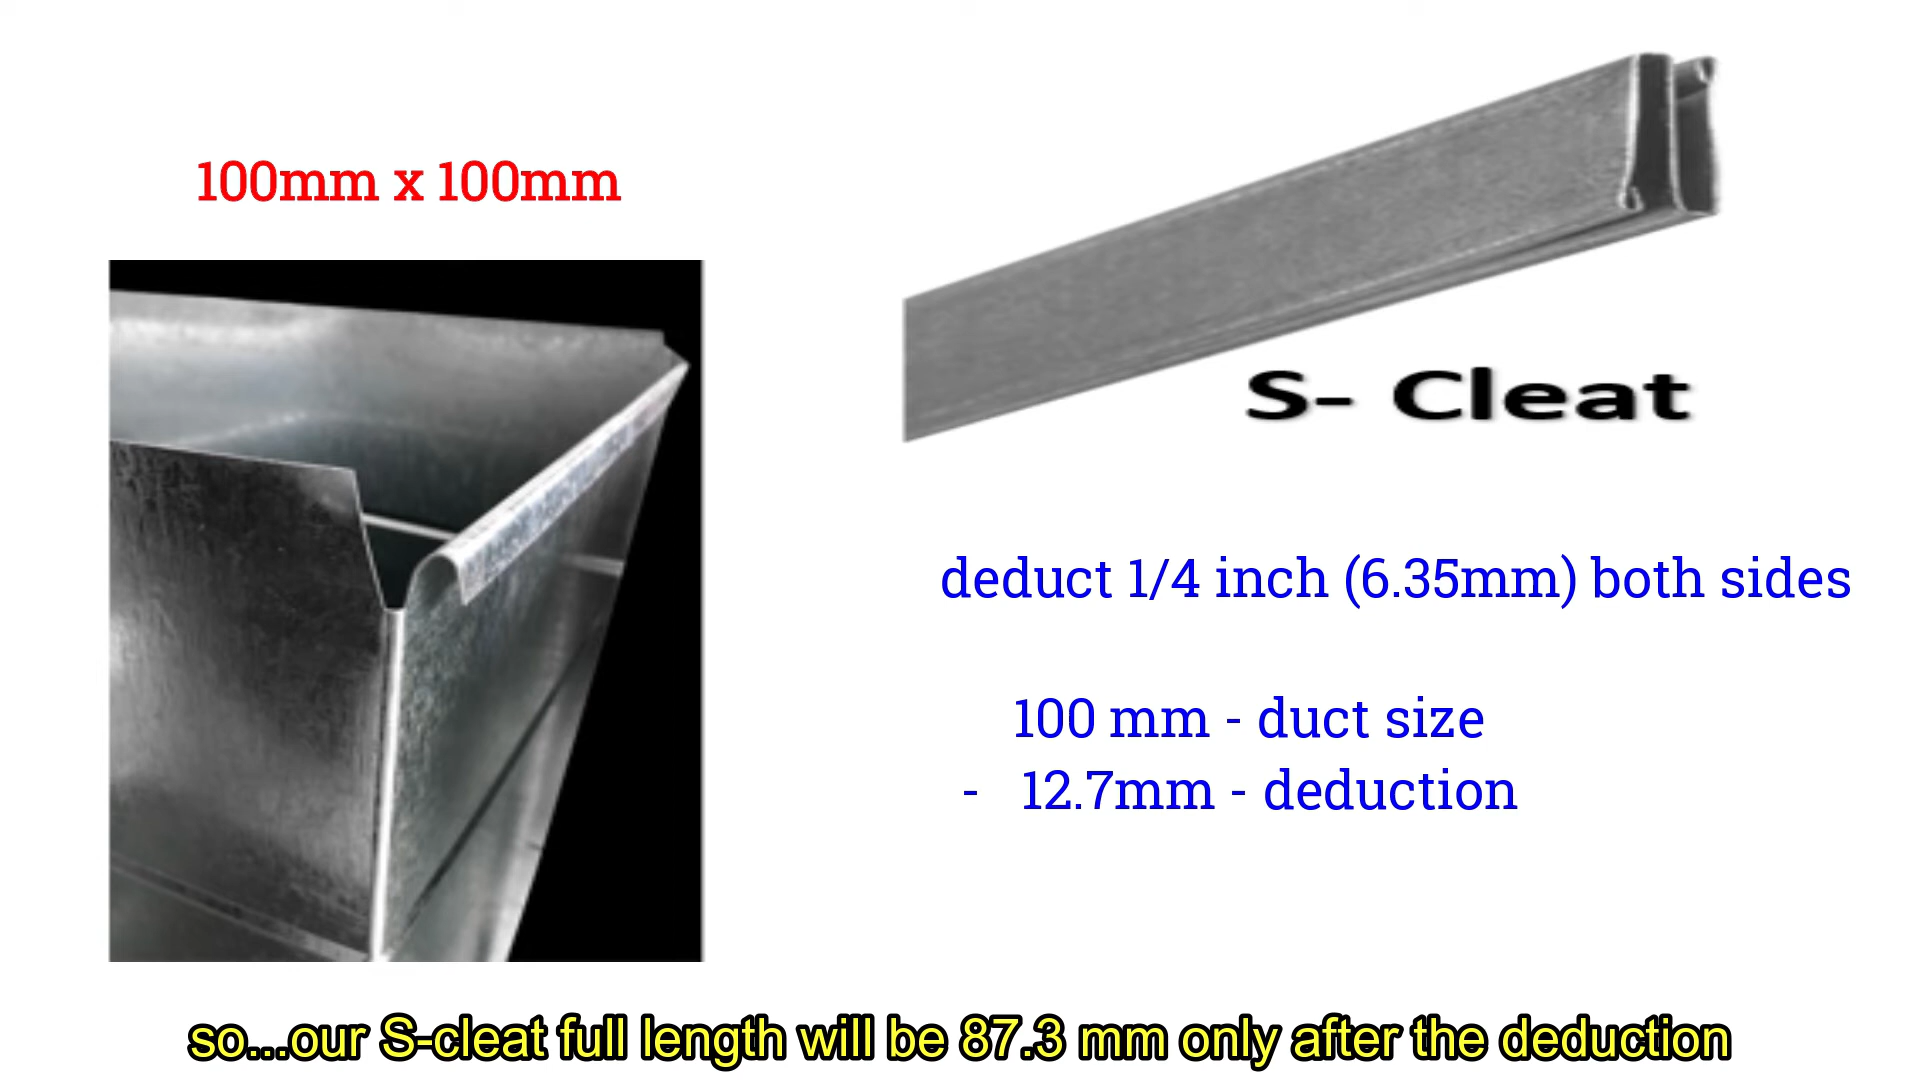 100mm x 100mm
S- Cleat
deduct 1/4 inch (6.35mm) both sides
100 mm - duct size
- 12.7mm - deduction
so...our S-cleat full length will be 87.3 mm only after the deduction